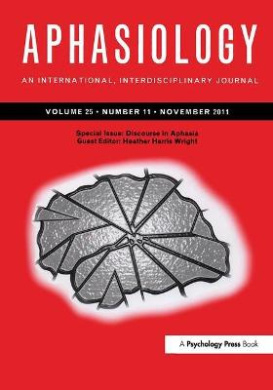 APHASIOLOGY
AN INTERNATIONAL, INTERDISCIPLINARY JOURNAL
VOLUME 25 • NUMBER 11 • NOVEMBER 2011
Special Issue: Discourse in Aphasia
Guest Editor: Heather Harris Wright
A Psychology Press Book